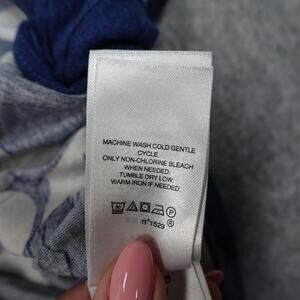 MACHINE WASH COLD GENTLE
CYCLE.
ONLY NON-CHLORINE BLEACH
WHEN NEEDED.
TUMBLE DRY LOW.
WARM IRON IF NEEDED.
P
n°1529 ®